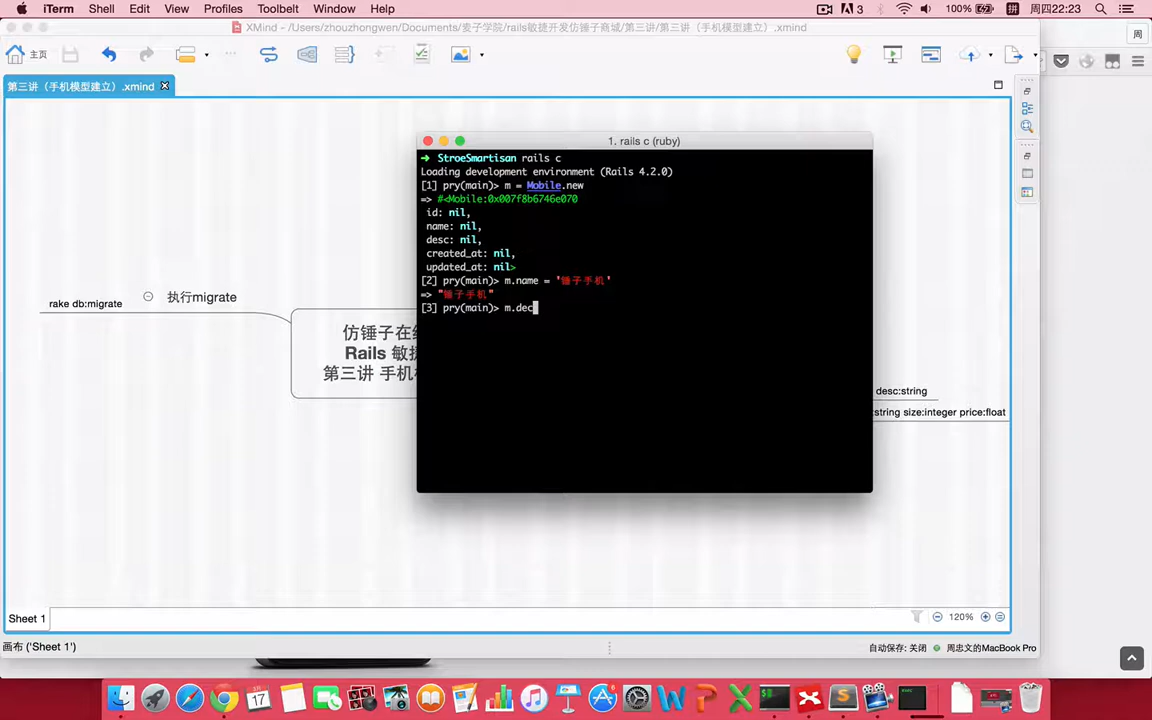 iTerm Shell Edit View Profiles Toolbelt Window Help
3 100% 拼 周四22:23
XMind - /Users/zhouzhongwen/Documents/麦子学院/rails敏捷开发仿锤子商城/第三讲/第三讲（手机模型建立）.xmind
周
主页
第三讲（手机模型建立）.xmind
1. rails c (ruby)
➜ StroeSmartisan rails c
Loading development environment (Rails 4.2.0)
[1] pry(main)> m = Mobile.new
=> #<Mobile:0x007f8b6746e070
id: nil,
name: nil,
desc: nil,
created_at: nil,
updated_at: nil>
[2] pry(main)> m.name = '锤子手机'
=> "锤子手机"
[3] pry(main)> m.dec
rake db:migrate
执行migrate
仿锤子在
Rails 敏
第三讲 手机
desc:string
:string size:integer price:float
Sheet 1
120%
画布 ('Sheet 1')
自动保存: 关闭
周忠文的MacBook Pro
17